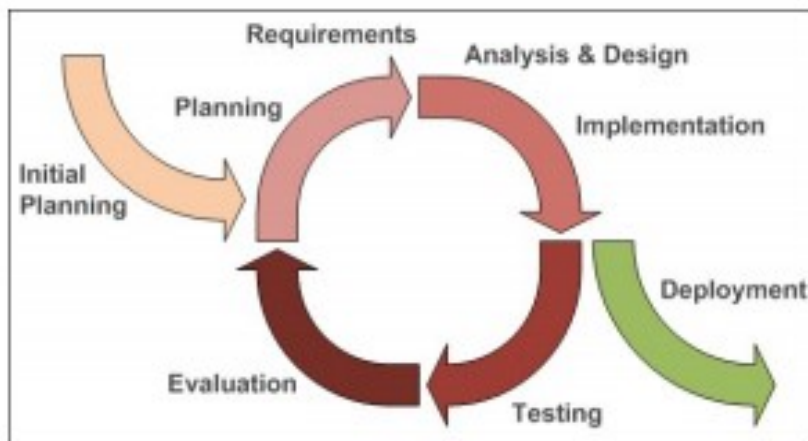 Requirements
Analysis & Design
Planning
Implementation
Initial
Planning
Deployment
Evaluation
Testing